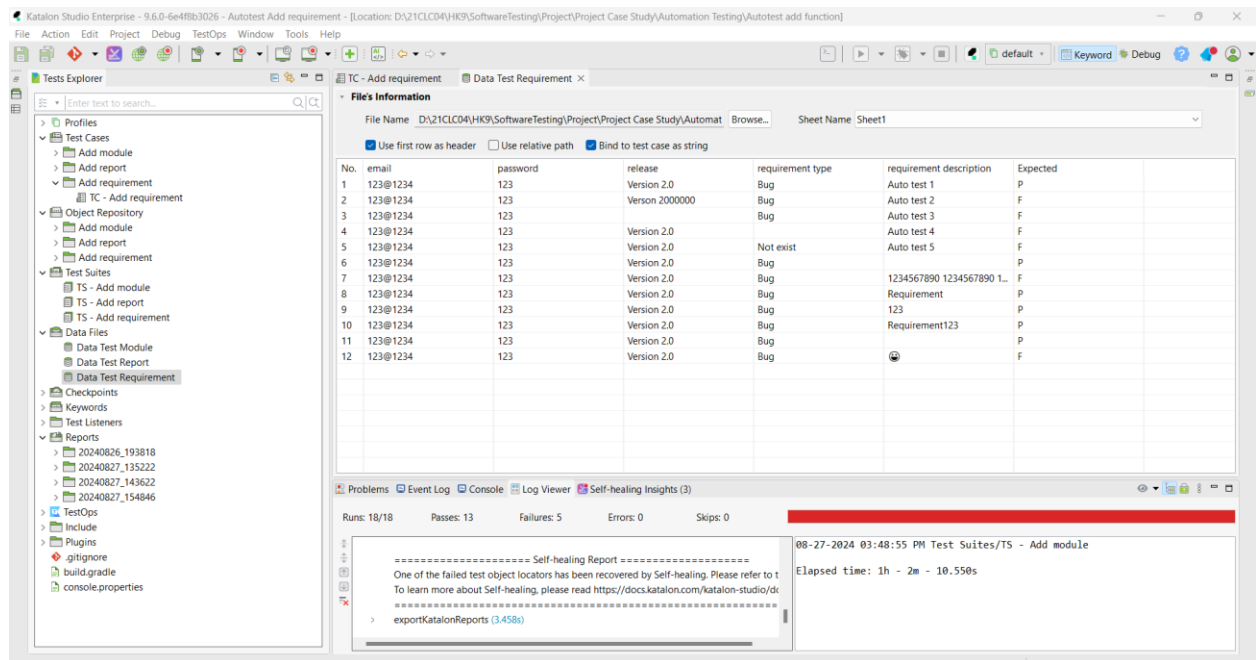 Katalon Studio Enterprise - 9.6.0-6e4f8b3026 - Autotest Add requirement - [Location: D:\21CLC04\HK9\SoftwareTesting\Project\Project Case Study\Automation Testing\Autotest add function]
File Action Edit Project Debug TestOps Window Tools Help
default Keyword Debug
Tests Explorer
Enter text to search...
Profiles
Test Cases
Add module
Add report
Add requirement
TC - Add requirement
Object Repository
Add module
Add report
Add requirement
Test Suites
TS - Add module
TS - Add report
TS - Add requirement
Data Files
Data Test Module
Data Test Report
Data Test Requirement
Checkpoints
Keywords
Test Listeners
Reports
20240826_193818
20240827_135222
20240827_143622
20240827_154846
TestOps
Include
Plugins
.gitignore
build.gradle
console.properties
TC - Add requirement Data Test Requirement
File's Information
File Name D:\21CLC04\HK9\SoftwareTesting\Project\Project Case Study\Automat Browse... Sheet Name Sheet1
Use first row as header Use relative path Bind to test case as string
No. email password release requirement type requirement description Expected
1 123@1234 123 Version 2.0 Bug Auto test 1 P
2 123@1234 123 Verson 2000000 Bug Auto test 2 F
3 123@1234 123 Bug Auto test 3 F
4 123@1234 123 Version 2.0 Auto test 4 F
5 123@1234 123 Version 2.0 Not exist Auto test 5 F
6 123@1234 123 Version 2.0 Bug P
7 123@1234 123 Version 2.0 Bug 1234567890 1234567890 1... F
8 123@1234 123 Version 2.0 Bug Requirement P
9 123@1234 123 Version 2.0 Bug 123 P
10 123@1234 123 Version 2.0 Bug Requirement123 P
11 123@1234 123 Version 2.0 Bug P
12 123@1234 123 Version 2.0 Bug 😀 F
Problems Event Log Console Log Viewer Self-healing Insights (3)
Runs: 18/18 Passes: 13 Failures: 5 Errors: 0 Skips: 0
===================== Self-healing Report ====================
One of the failed test object locators has been recovered by Self-healing. Please refer to t
To learn more about Self-healing, please read https://docs.katalon.com/katalon-studio/do
===========================================================
exportKatalonReports (3.458s)
08-27-2024 03:48:55 PM Test Suites/TS - Add module
Elapsed time: 1h - 2m - 10.550s